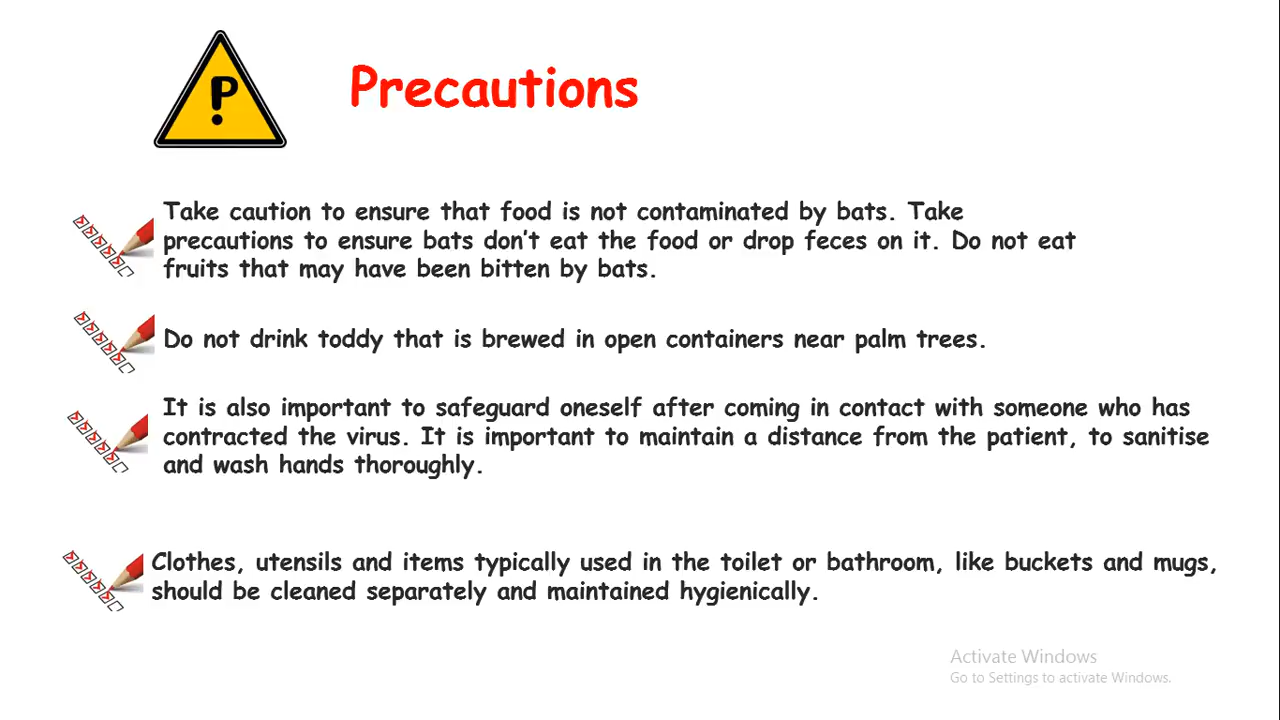 P
Precautions
Take caution to ensure that food is not contaminated by bats. Take
precautions to ensure bats don't eat the food or drop feces on it. Do not eat
fruits that may have been bitten by bats.
Do not drink toddy that is brewed in open containers near palm trees.
It is also important to safeguard oneself after coming in contact with someone who has
contracted the virus. It is important to maintain a distance from the patient, to sanitise
and wash hands thoroughly.
Clothes, utensils and items typically used in the toilet or bathroom, like buckets and mugs,
should be cleaned separately and maintained hygienically.
Activate Windows
Go to Settings to activate Windows.